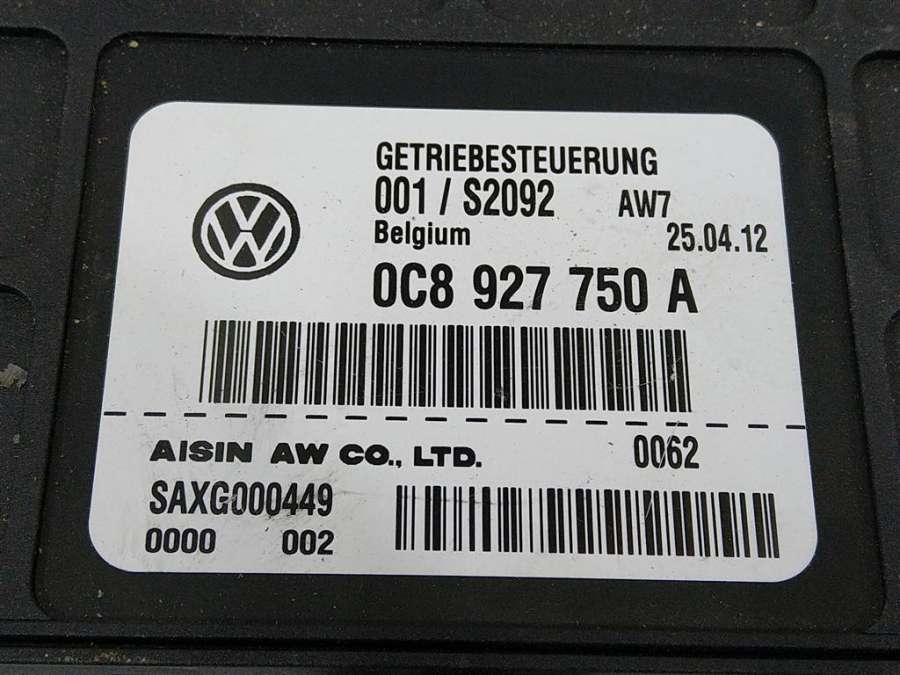 GETRIEBESTEUERUNG
001 / S2092 AW7
Belgium 25.04.12
0C8 927 750 A
AISIN AW CO., LTD. 0062
SAXG000449
0000 002